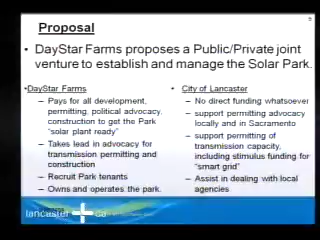 Proposal
• DayStar Farms proposes a Public/Private joint
venture to establish and manage the Solar Park.
•DayStar Farms
– Pays for all development,
permitting, political advocacy,
construction to get the Park
"solar plant ready"
– Takes lead in advocacy for
transmission permitting and
construction
– Recruit Park tenants
– Owns and operates the park.
• City of Lancaster
– No direct funding whatsoever
– support permitting advocacy
locally and in Sacramento
– support permitting of
transmission capacity,
including stimulus funding for
"smart grid"
– Assist in dealing with local
agencies
lancaster